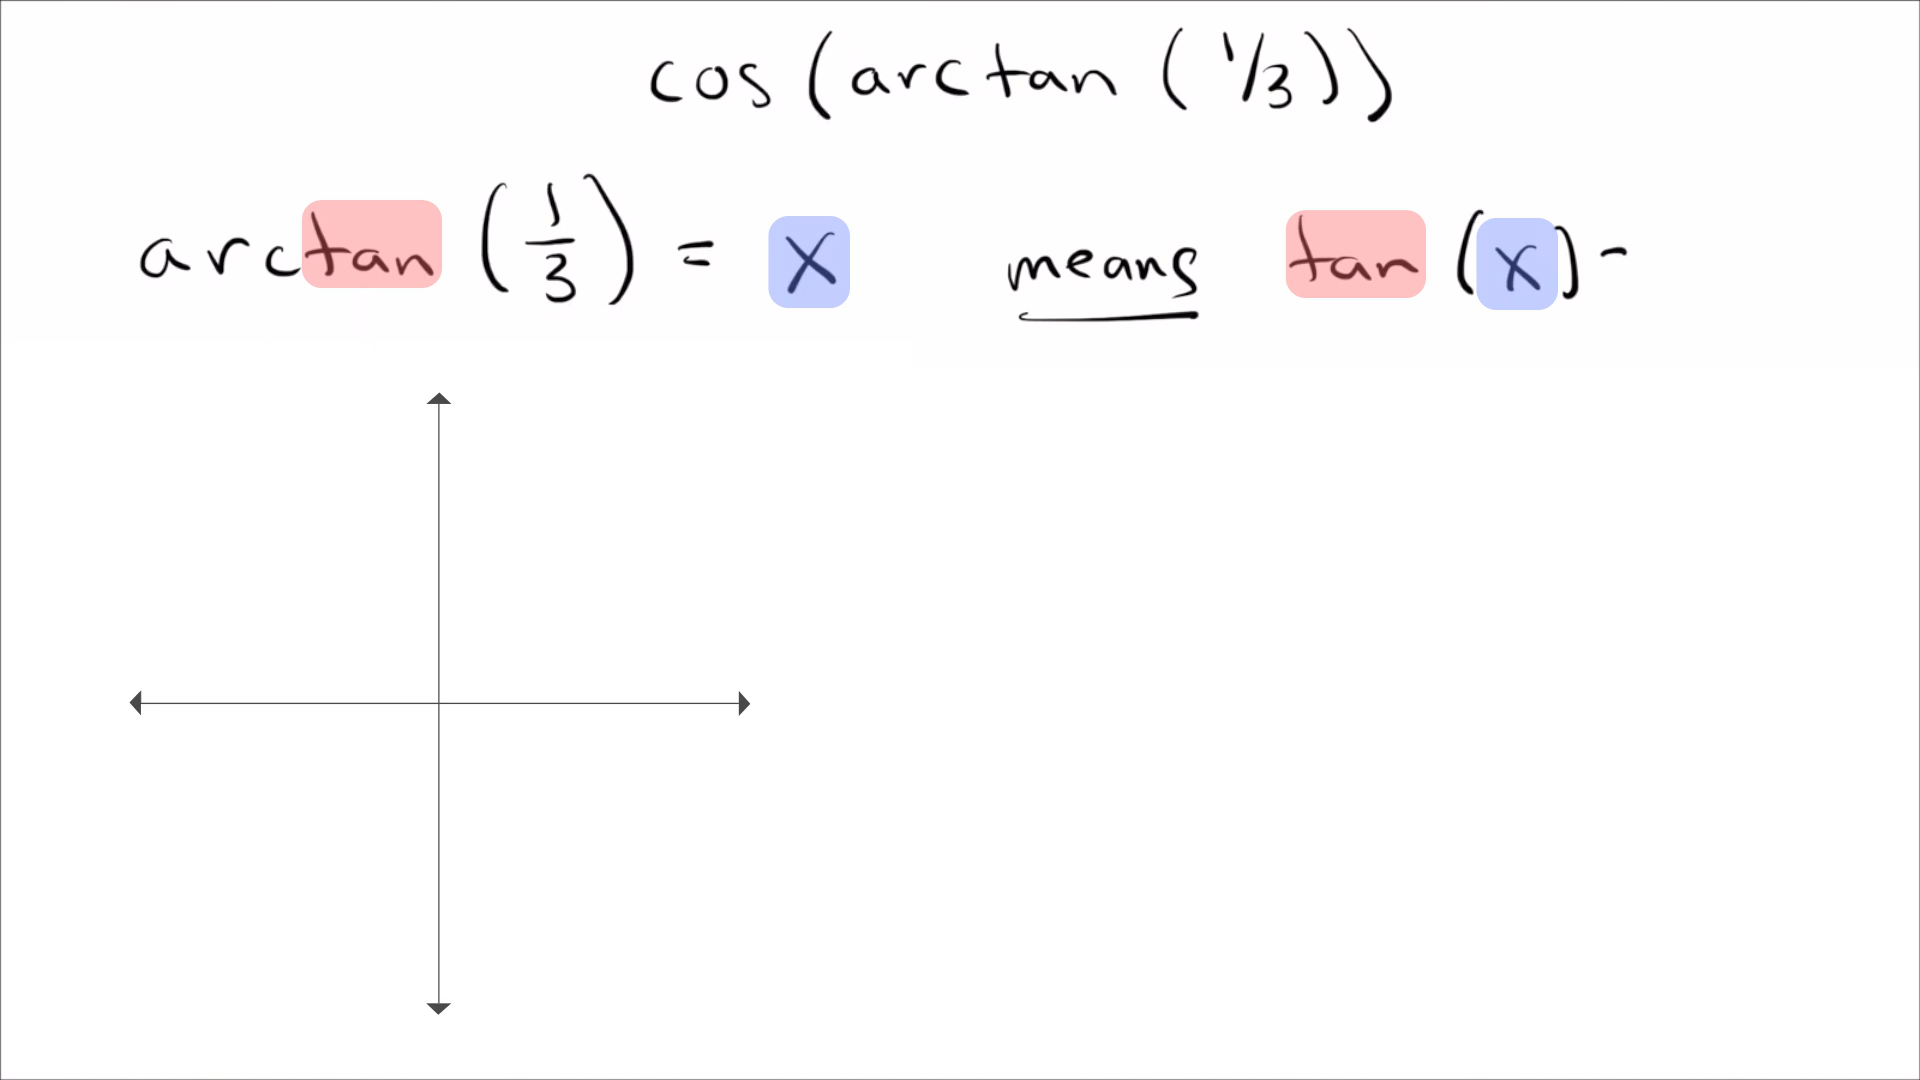 cos (arctan (1/3))
arctan (1/3) = x means tan (x) -